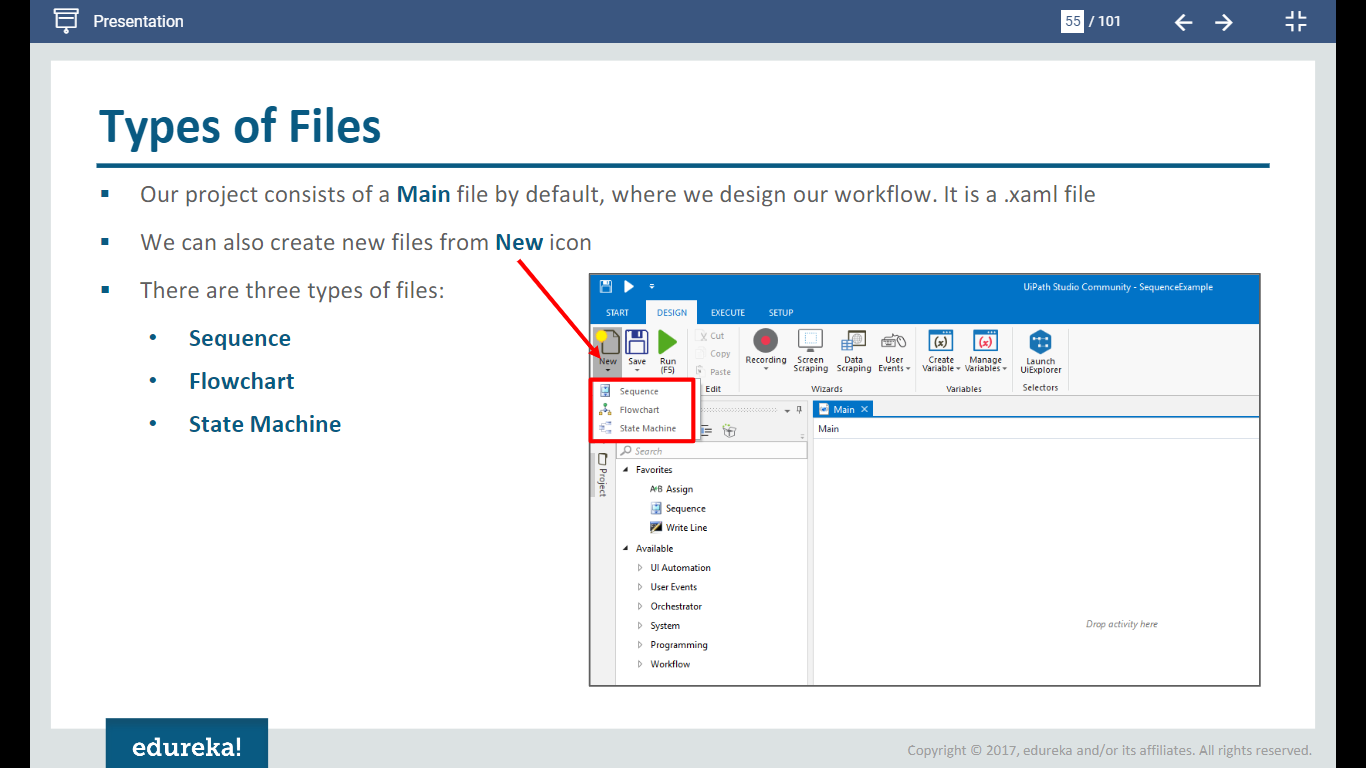 Presentation
55 / 101
Types of Files
▪ Our project consists of a Main file by default, where we design our workflow. It is a .xaml file
▪ We can also create new files from New icon
▪ There are three types of files:
• Sequence
• Flowchart
• State Machine
UiPath Studio Community - SequenceExample
START DESIGN EXECUTE SETUP
New
Save
Run
(F5)
Cut
Copy
Paste
Edit
Recording
Screen
Scraping
Data
Scraping
User
Events
Wizards
Create
Variable
Manage
Variables
Variables
Launch
UiExplorer
Selectors
Sequence
Flowchart
State Machine
Main
Main
Project
Search
Favorites
A•B Assign
Sequence
Write Line
Available
UI Automation
User Events
Orchestrator
System
Programming
Workflow
Drop activity here
edureka!
Copyright © 2017, edureka and/or its affiliates. All rights reserved.